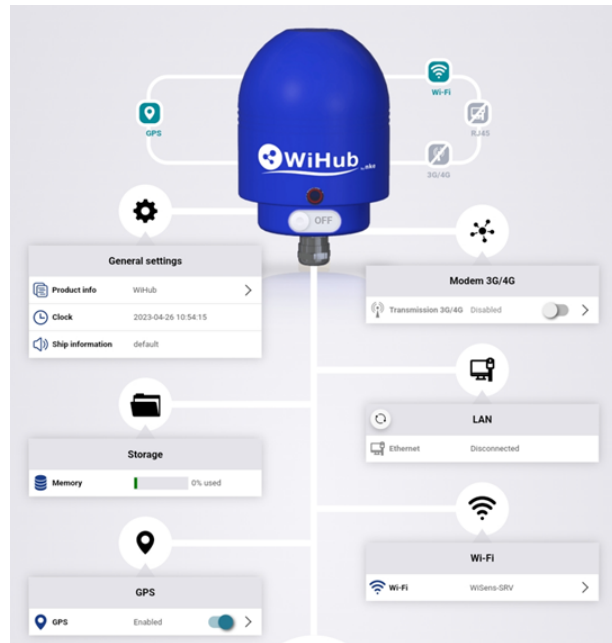 Wi-Fi
GPS
RJ45
3G/4G
WiHub
nke
OFF
General settings
Product info WiHub
Clock 2023-04-26 10:54:15
Ship information default
Modem 3G/4G
Transmission 3G/4G Disabled
LAN
Ethernet Disconnected
Storage
Memory 0% used
Wi-Fi
Wi-Fi WISens-SRV
GPS
GPS Enabled